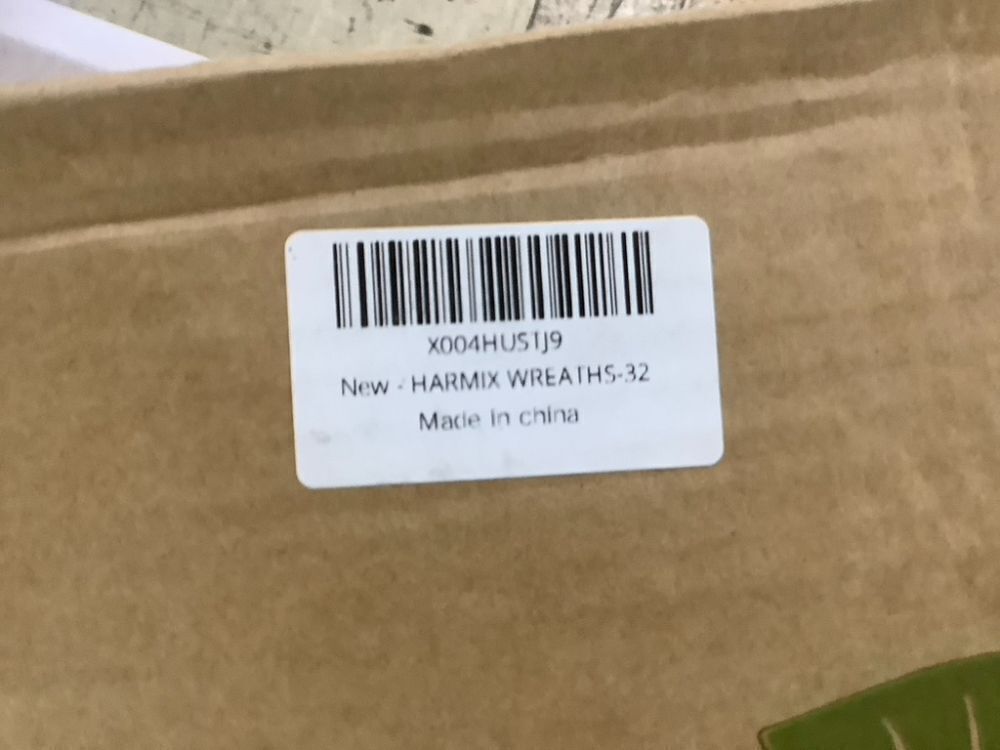 X004HUSTJ9
New - HARMIX WREATHS-32
Made in china